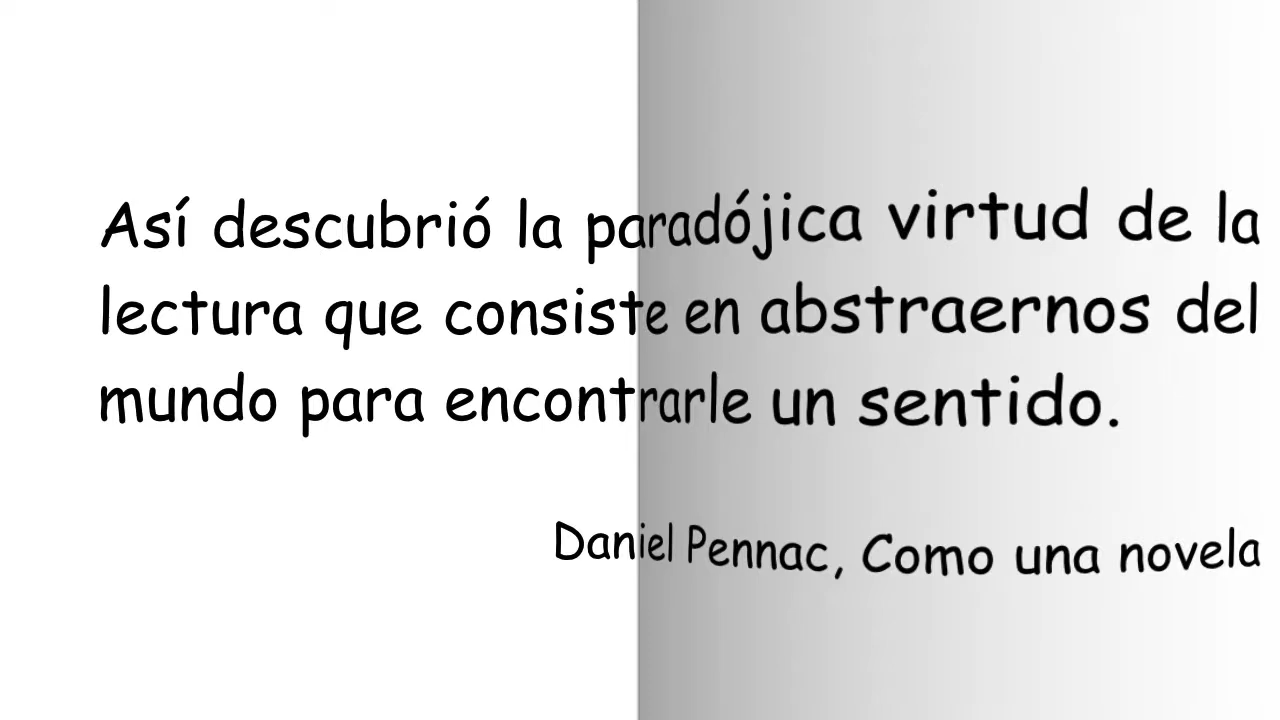 Así descubrió la paradójica virtud de la
lectura que consiste en abstraernos del
mundo para encontrarle un sentido.
Daniel Pennac, Como una novela